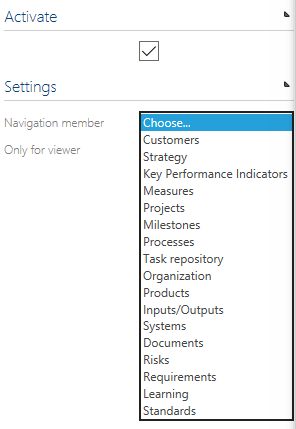 Activate
Settings
Navigation member
Choose...
Only for viewer
Customers
Strategy
Key Performance Indicators
Measures
Projects
Milestones
Processes
Task repository
Organization
Products
Inputs/Outputs
Systems
Documents
Risks
Requirements
Learning
Standards